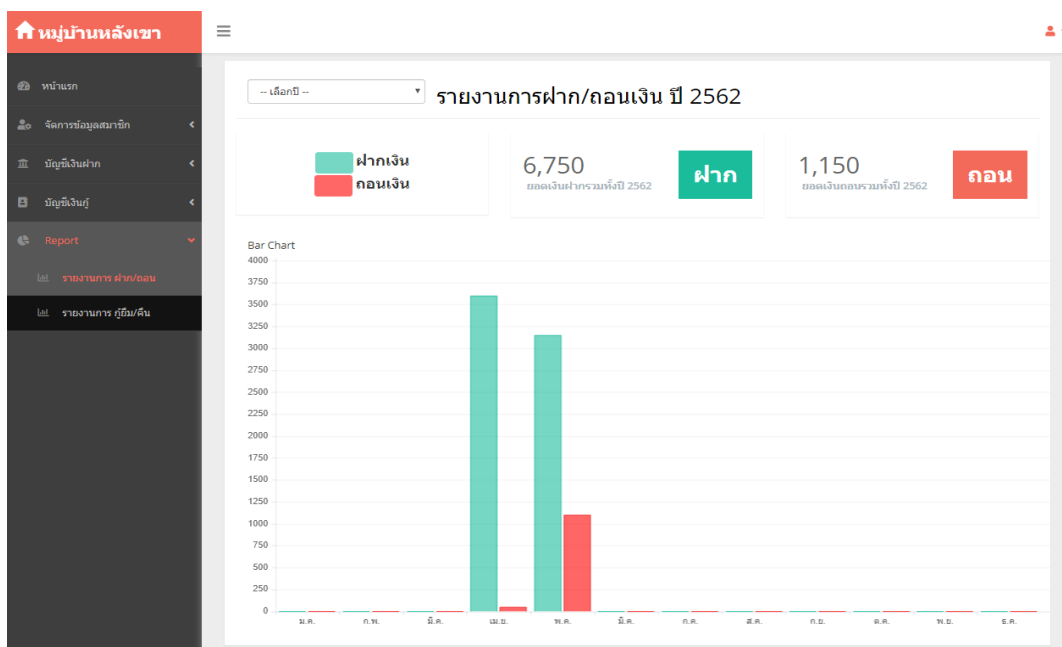 หมู่บ้านหลังเขา
หน้าแรก
จัดการข้อมูลสมาชิก
บัญชีเงินฝาก
บัญชีเงินกู้
Report
รายงานการ ฝาก/ถอน
รายงานการ กู้ยืม/คืน
-- เลือกปี --
รายงานการฝาก/ถอนเงิน ปี 2562
ฝากเงิน
ถอนเงิน
6,750
ยอดเงินฝากรวมทั้งปี 2562
ฝาก
1,150
ยอดเงินถอนรวมทั้งปี 2562
ถอน
Bar Chart
4000
3750
3500
3250
3000
2750
2500
2250
2000
1750
1500
1250
1000
750
500
250
0
ม.ค. ก.พ. มี.ค. เม.ย. พ.ค. มิ.ค. ก.ค. ส.ค. ก.ย. ต.ค. พ.ย. ธ.ค.